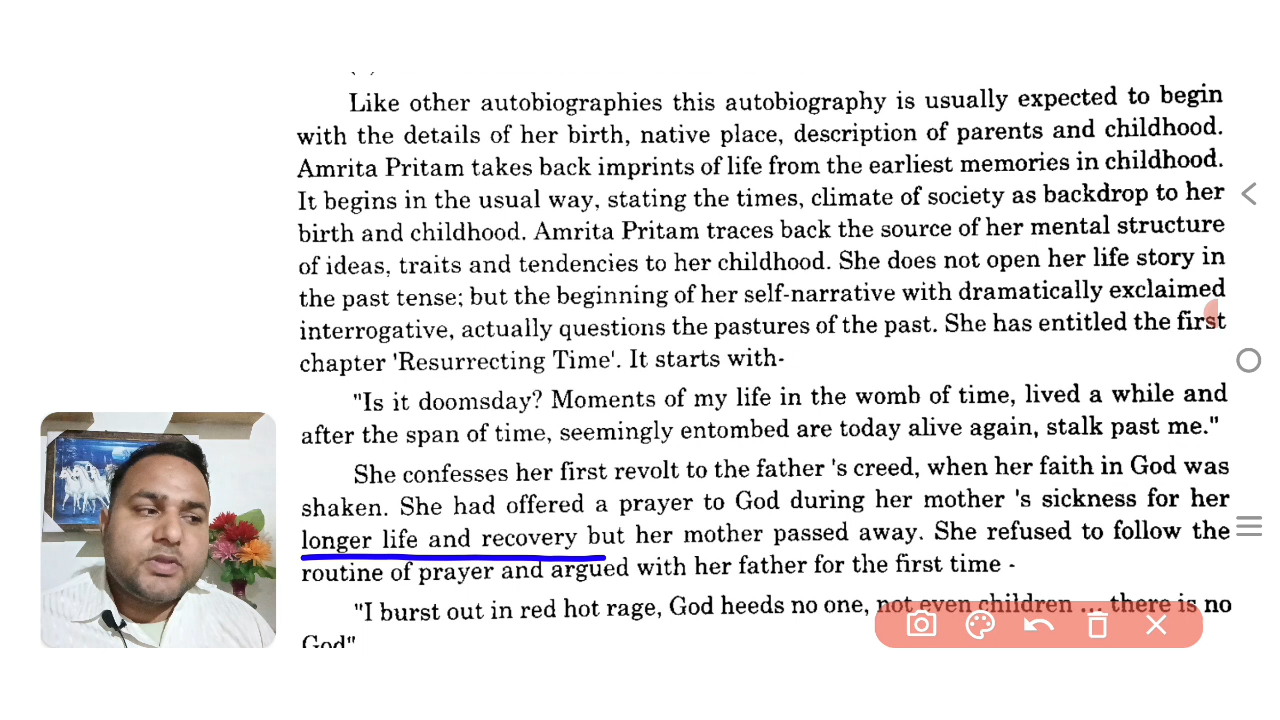 Like other autobiographies this autobiography is usually expected to begin
with the details of her birth, native place, description of parents and childhood.
Amrita Pritam takes back imprints of life from the earliest memories in childhood.
It begins in the usual way, stating the times, climate of society as backdrop to her
birth and childhood. Amrita Pritam traces back the source of her mental structure
of ideas, traits and tendencies to her childhood. She does not open her life story in
the past tense; but the beginning of her self-narrative with dramatically exclaimed
interrogative, actually questions the pastures of the past. She has entitled the first
chapter 'Resurrecting Time'. It starts with-
"Is it doomsday? Moments of my life in the womb of time, lived a while and
after the span of time, seemingly entombed are today alive again, stalk past me."
She confesses her first revolt to the father 's creed, when her faith in God was
shaken. She had offered a prayer to God during her mother 's sickness for her
longer life and recovery but her mother passed away. She refused to follow the
routine of prayer and argued with her father for the first time -
"I burst out in red hot rage, God heeds no one, not even children ... there is no
God"